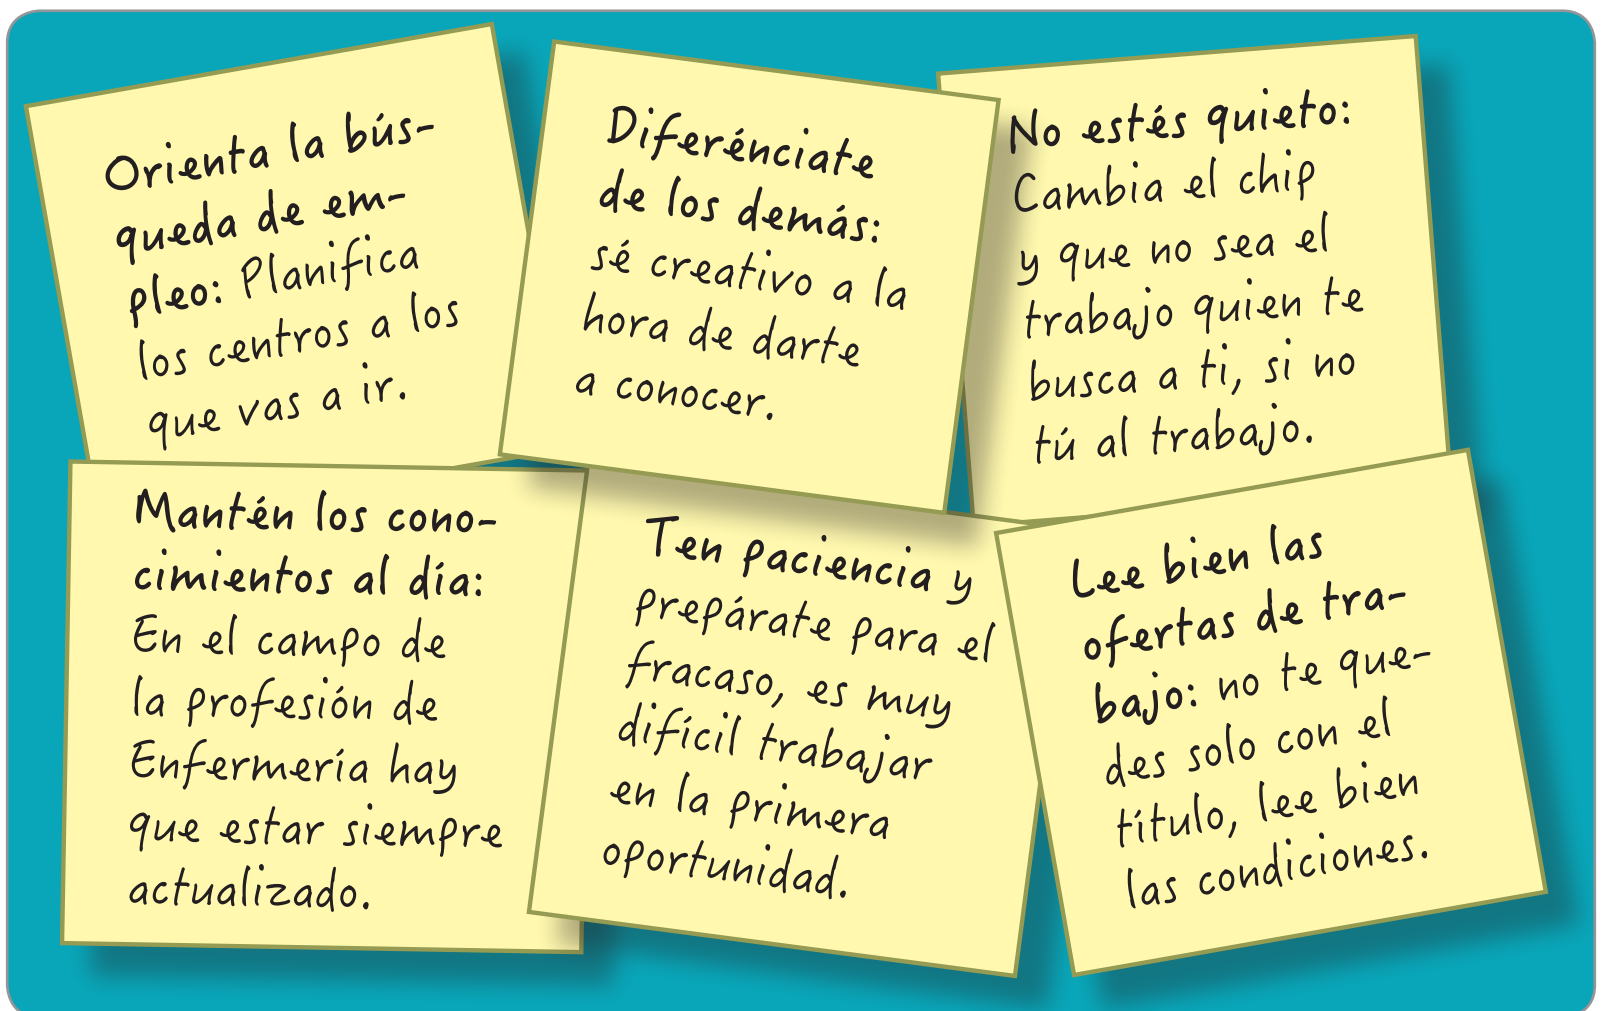 Orienta la bús-
queda de em-
pleo: Planifica
los centros a los
que vas a ir.
Diferénciate
de los demás:
sé creativo a la
hora de darte
a conocer.
No estés quieto:
Cambia el chip
y que no sea el
trabajo quien te
busca a ti, si no
tú al trabajo.
Mantén los cono-
cimientos al día:
En el campo de
la profesión de
Enfermería hay
que estar siempre
actualizado.
Ten paciencia y
prepárate para el
fracaso, es muy
difícil trabajar
en la primera
oportunidad.
Lee bien las
ofertas de tra-
bajo: no te que-
des solo con el
título, lee bien
las condiciones.